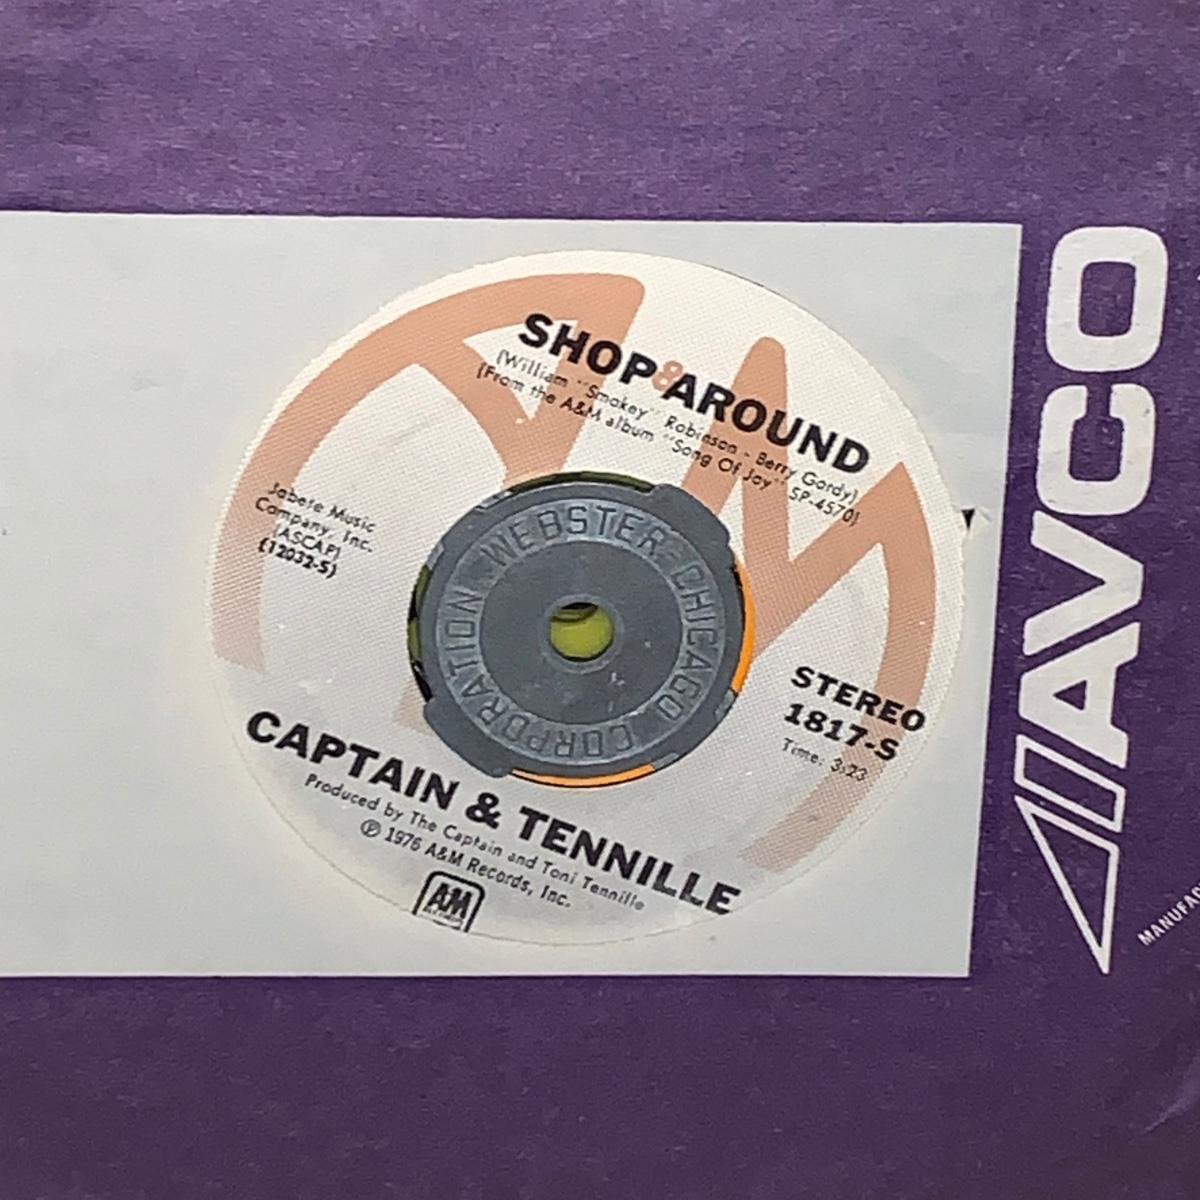 SHOP AROUND
(William "Smokey" Robinson - Berry Gordy)
(From the A&M album "Song Of Joy" SP-4570)
Jobete Music
Company, Inc.
(ASCAP)
(12032-S)
WEBSTER CHICAGO CORPORATION
STEREO
1817-S
Time: 3:23
CAPTAIN & TENNILLE
Produced by The Captain and Toni Tennille
℗ 1976 A&M Records, Inc.
A&M
RECORDS
AVCO